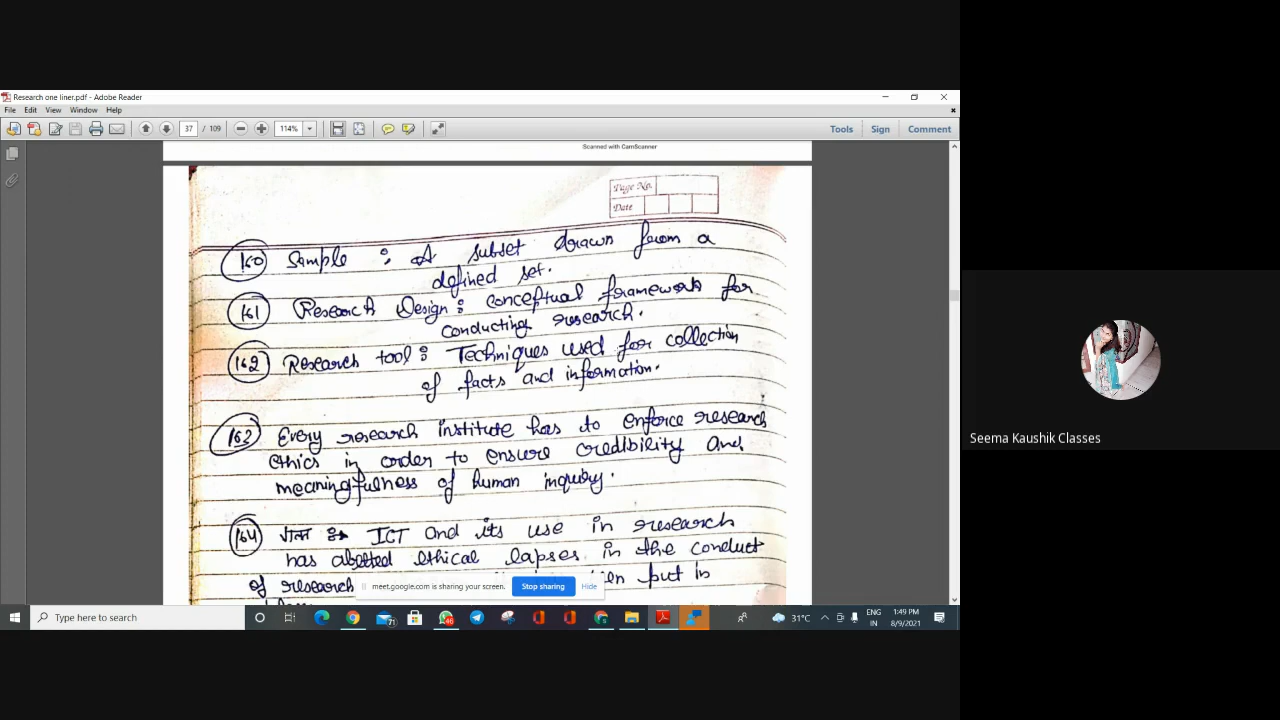 Research one liner.pdf - Adobe Reader
File Edit View Window Help
37 / 109
114%
Tools Sign Comment
Scanned with CamScanner
Page No.
Date
160 Sample : A subset drawn from a
defined set.
161 Research Design : conceptual framework for
conducting research.
162 Research tool : Techniques used for collection
of facts and information.
162 Every research institute has to enforce research
ethics in order to ensure credibility and
meaningfulness of human inquiry.
164 ICT and its use in research
has abetted ethical lapses in the conduct
of research put in
meet.google.com is sharing your screen. Stop sharing Hide
Seema Kaushik Classes
Type here to search
71
31°C
ENG
IN
1:49 PM
8/9/2021